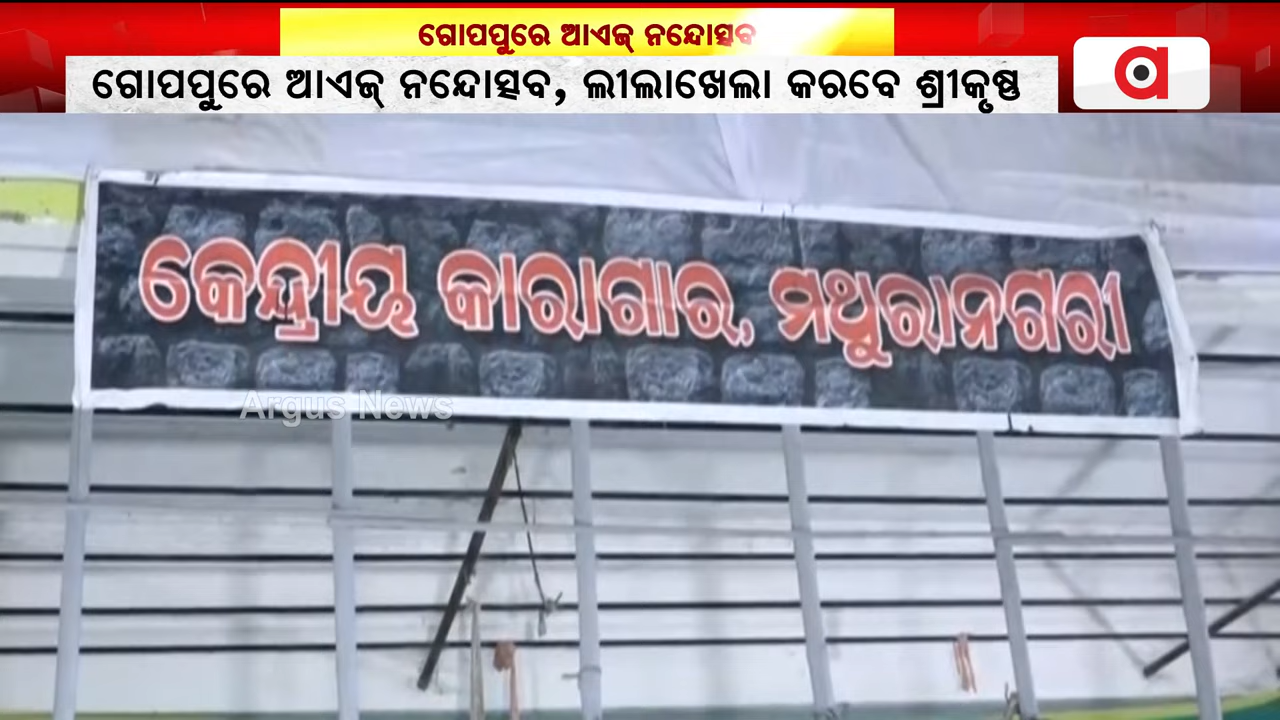 ଗୋପପୁରେ ଆଏଜ୍ ନନ୍ଦୋତ୍ସବ
ଗୋପପୁରେ ଆଏଜ୍ ନନ୍ଦୋତ୍ସବ, ଲୀଳାଖେଳା କରବେ ଶ୍ରୀକୃଷ୍ଣ
a
କେନ୍ଦ୍ରୀୟ କାରାଗାର, ମଥୁରାନଗରୀ
Argus News